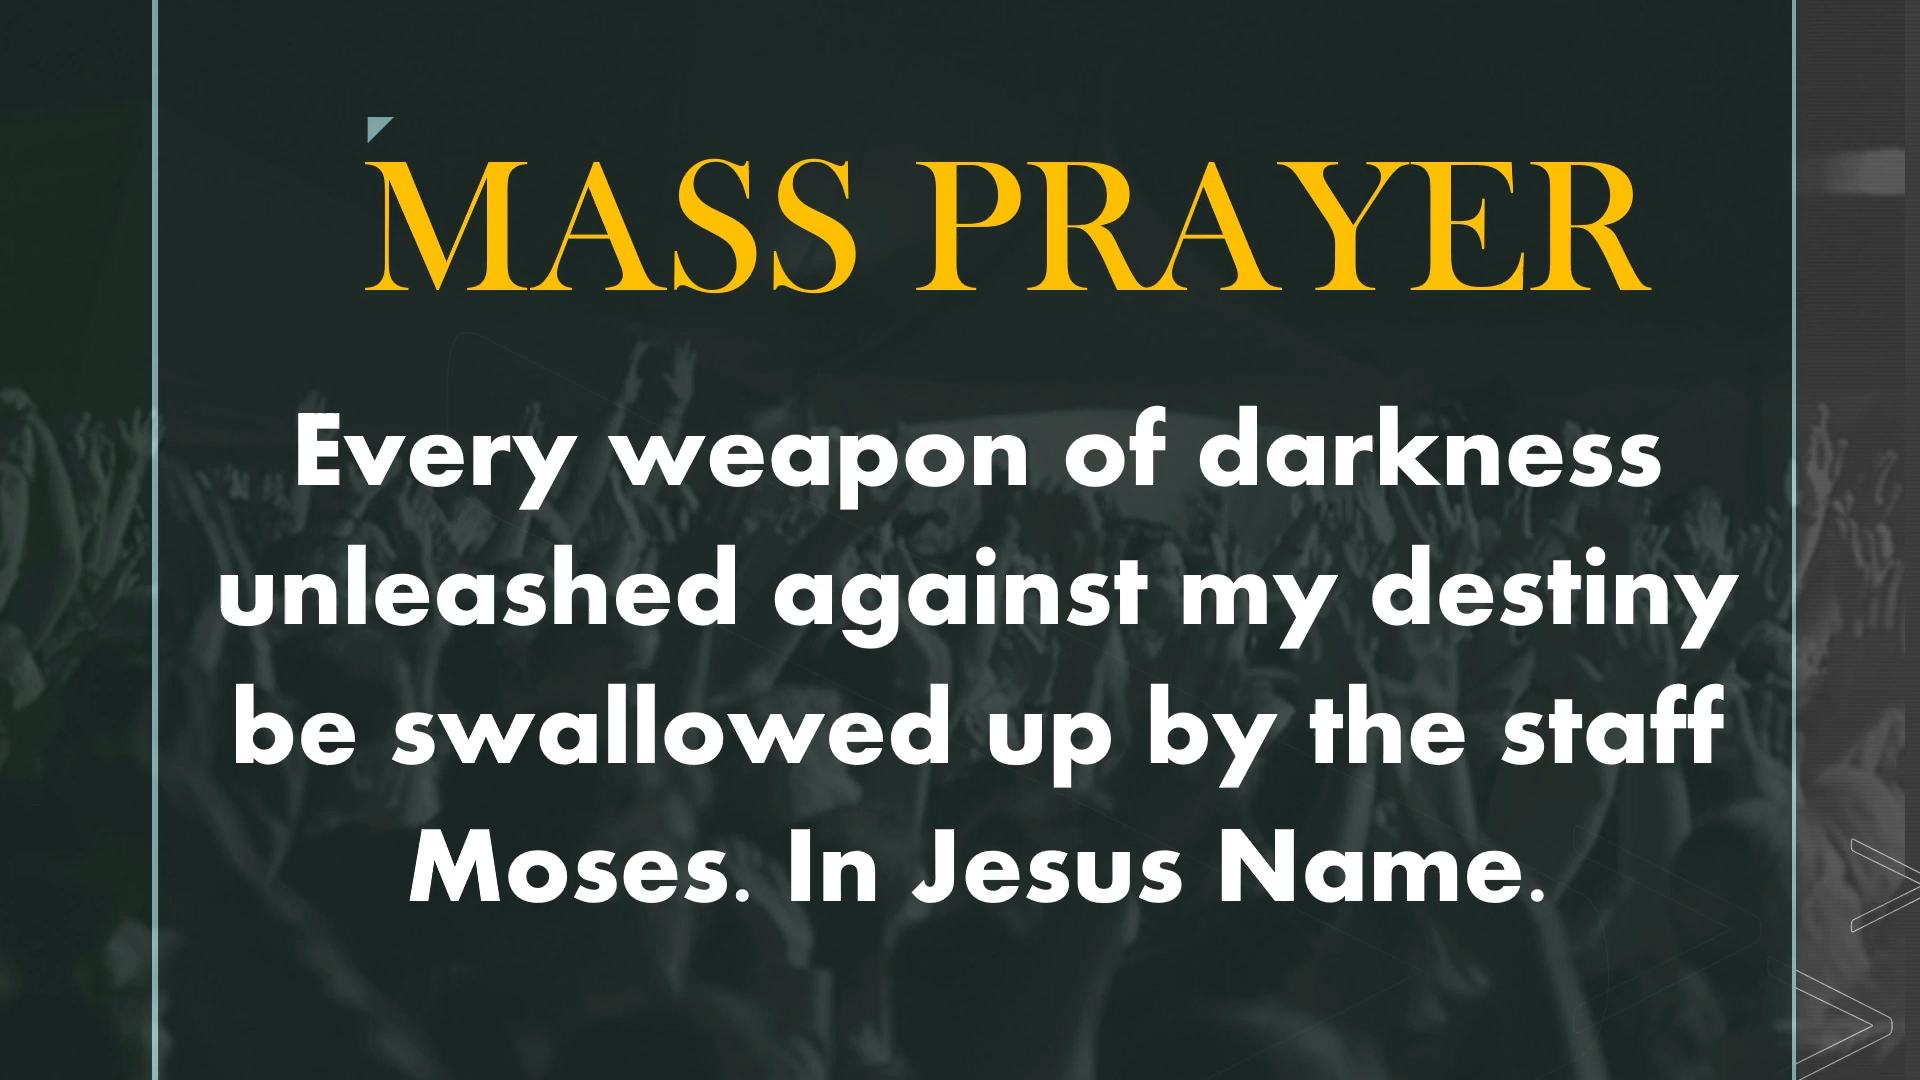 MASS PRAYER
Every weapon of darkness
unleashed against my destiny
be swallowed up by the staff
Moses. In Jesus Name.